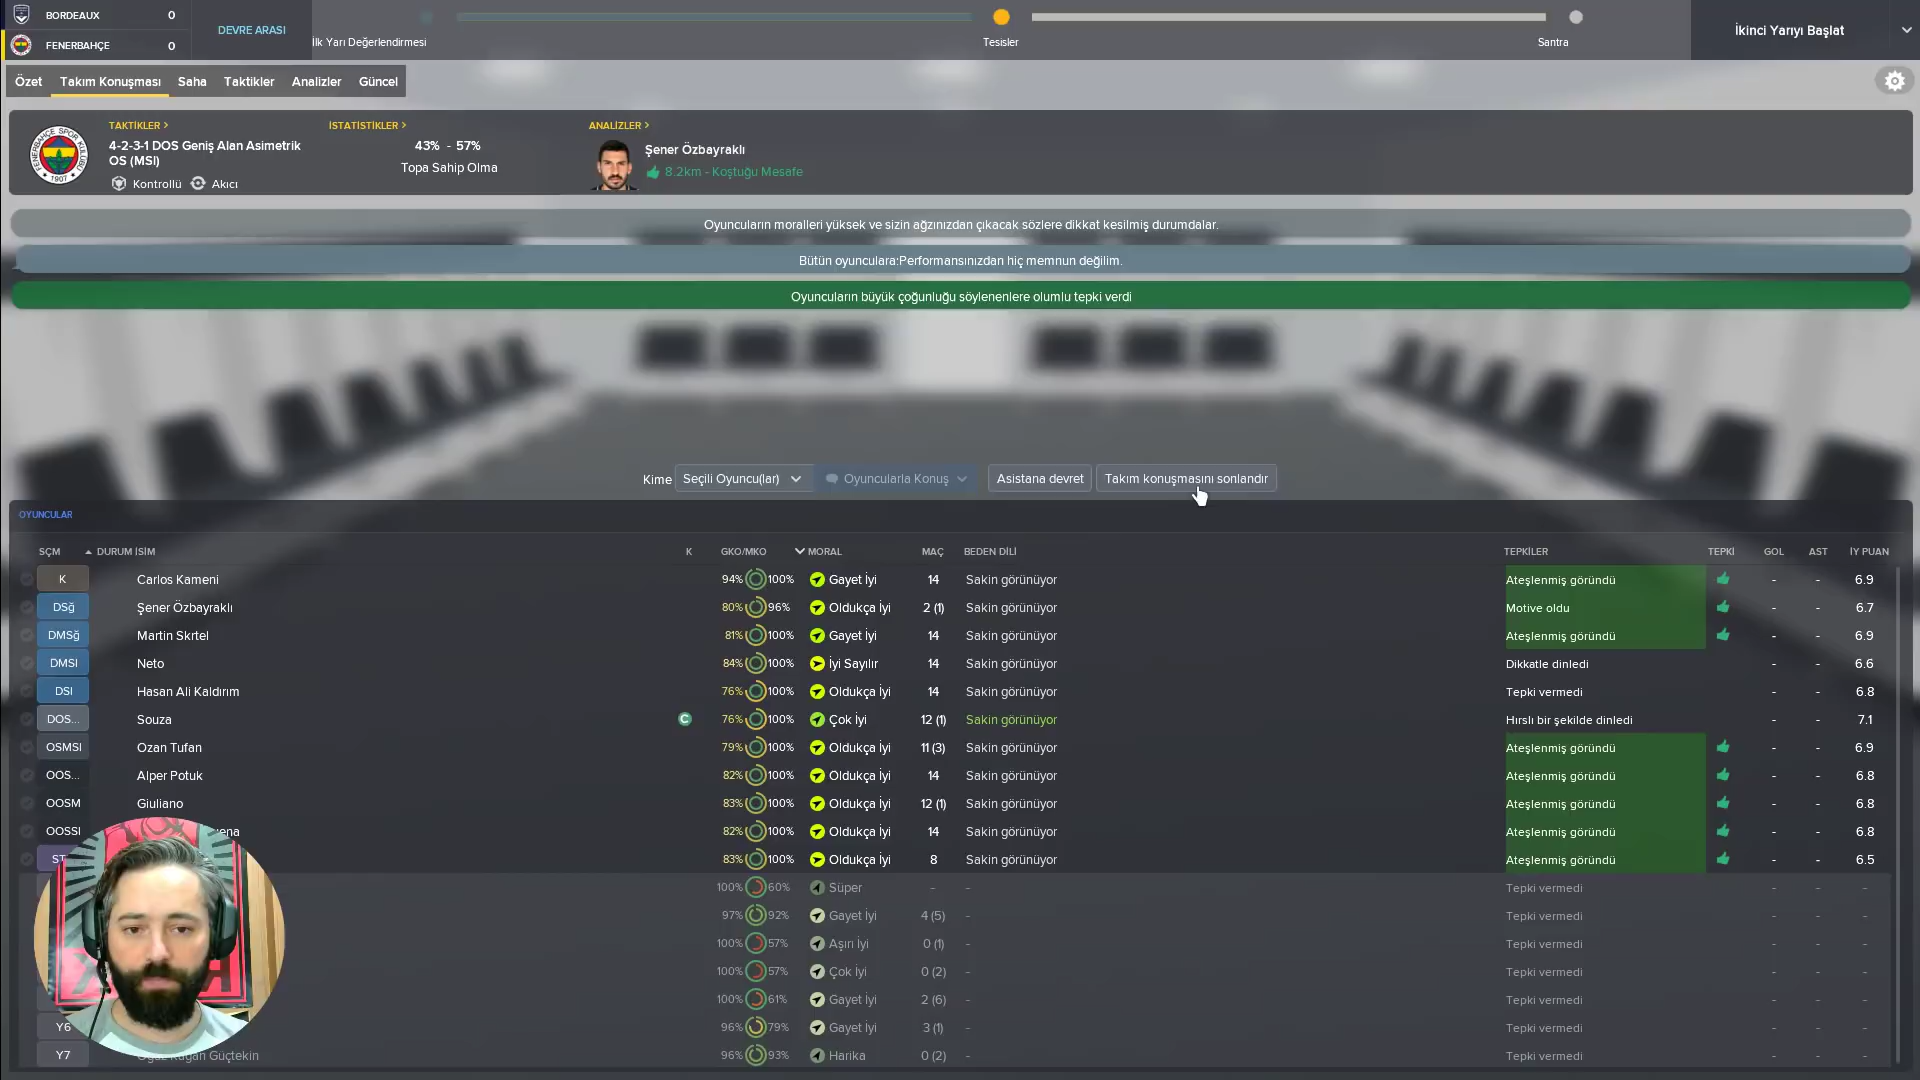 BORDEAUX 0
FENERBAHÇE 0
DEVRE ARASI
İlk Yarı Değerlendirmesi
Tesisler
Santra
İkinci Yarıyı Başlat
Özet Takım Konuşması Saha Taktikler Analizler Güncel
TAKTİKLER >
4-2-3-1 DOS Geniş Alan Asimetrik
OS (MSI)
Kontrollü Akıcı
İSTATİSTİKLER >
43% - 57%
Topa Sahip Olma
ANALİZLER >
Şener Özbayraklı
8.2km - Koştuğu Mesafe
Oyuncuların moralleri yüksek ve sizin ağzınızdan çıkacak sözlere dikkat kesilmiş durumdalar.
Bütün oyunculara:Performansınızdan hiç memnun değilim.
Oyuncuların büyük çoğunluğu söylenenlere olumlu tepki verdi
Kime Seçili Oyuncu(lar) Oyuncularla Konuş Asistana devret Takım konuşmasını sonlandır
OYUNCULAR
SÇM DURUM İSİM K GKO/MKO MORAL MAÇ BEDEN DİLİ TEPKİLER TEPKİ GOL AST İY PUAN
K Carlos Kameni 94% 100% Gayet İyi 14 Sakin görünüyor Ateşlenmiş göründü - - 6.9
DSğ Şener Özbayraklı 80% 96% Oldukça İyi 2 (1) Sakin görünüyor Motive oldu - - 6.7
DMSğ Martin Skrtel 81% 100% Gayet İyi 14 Sakin görünüyor Ateşlenmiş göründü - - 6.9
DMSI Neto 84% 100% İyi Sayılır 14 Sakin görünüyor Dikkatle dinledi - - 6.6
DSI Hasan Ali Kaldırım 76% 100% Oldukça İyi 14 Sakin görünüyor Tepki vermedi - - 6.8
DOS... Souza C 76% 100% Çok İyi 12 (1) Sakin görünüyor Hırslı bir şekilde dinledi - - 7.1
OSMSI Ozan Tufan 79% 100% Oldukça İyi 11 (3) Sakin görünüyor Ateşlenmiş göründü - - 6.9
OOS... Alper Potuk 82% 100% Oldukça İyi 14 Sakin görünüyor Ateşlenmiş göründü - - 6.8
OOSM Giuliano 83% 100% Oldukça İyi 12 (1) Sakin görünüyor Ateşlenmiş göründü - - 6.8
OOSSI 82% 100% Oldukça İyi 14 Sakin görünüyor Ateşlenmiş göründü - - 6.8
ST 83% 100% Oldukça İyi 8 Sakin görünüyor Ateşlenmiş göründü - - 6.5
100% 60% Süper - - Tepki vermedi - - -
97% 92% Gayet İyi 4 (5) - Tepki vermedi - - -
100% 57% Aşırı İyi 0 (1) - Tepki vermedi - - -
100% 57% Çok İyi 0 (2) - Tepki vermedi - - -
100% 61% Gayet İyi 2 (6) - Tepki vermedi - - -
Y6 96% 79% Gayet İyi 3 (1) - Tepki vermedi - - -
Y7 Oğuz Kağan Güçtekin 96% 93% Harika 0 (2) - Tepki vermedi - - -